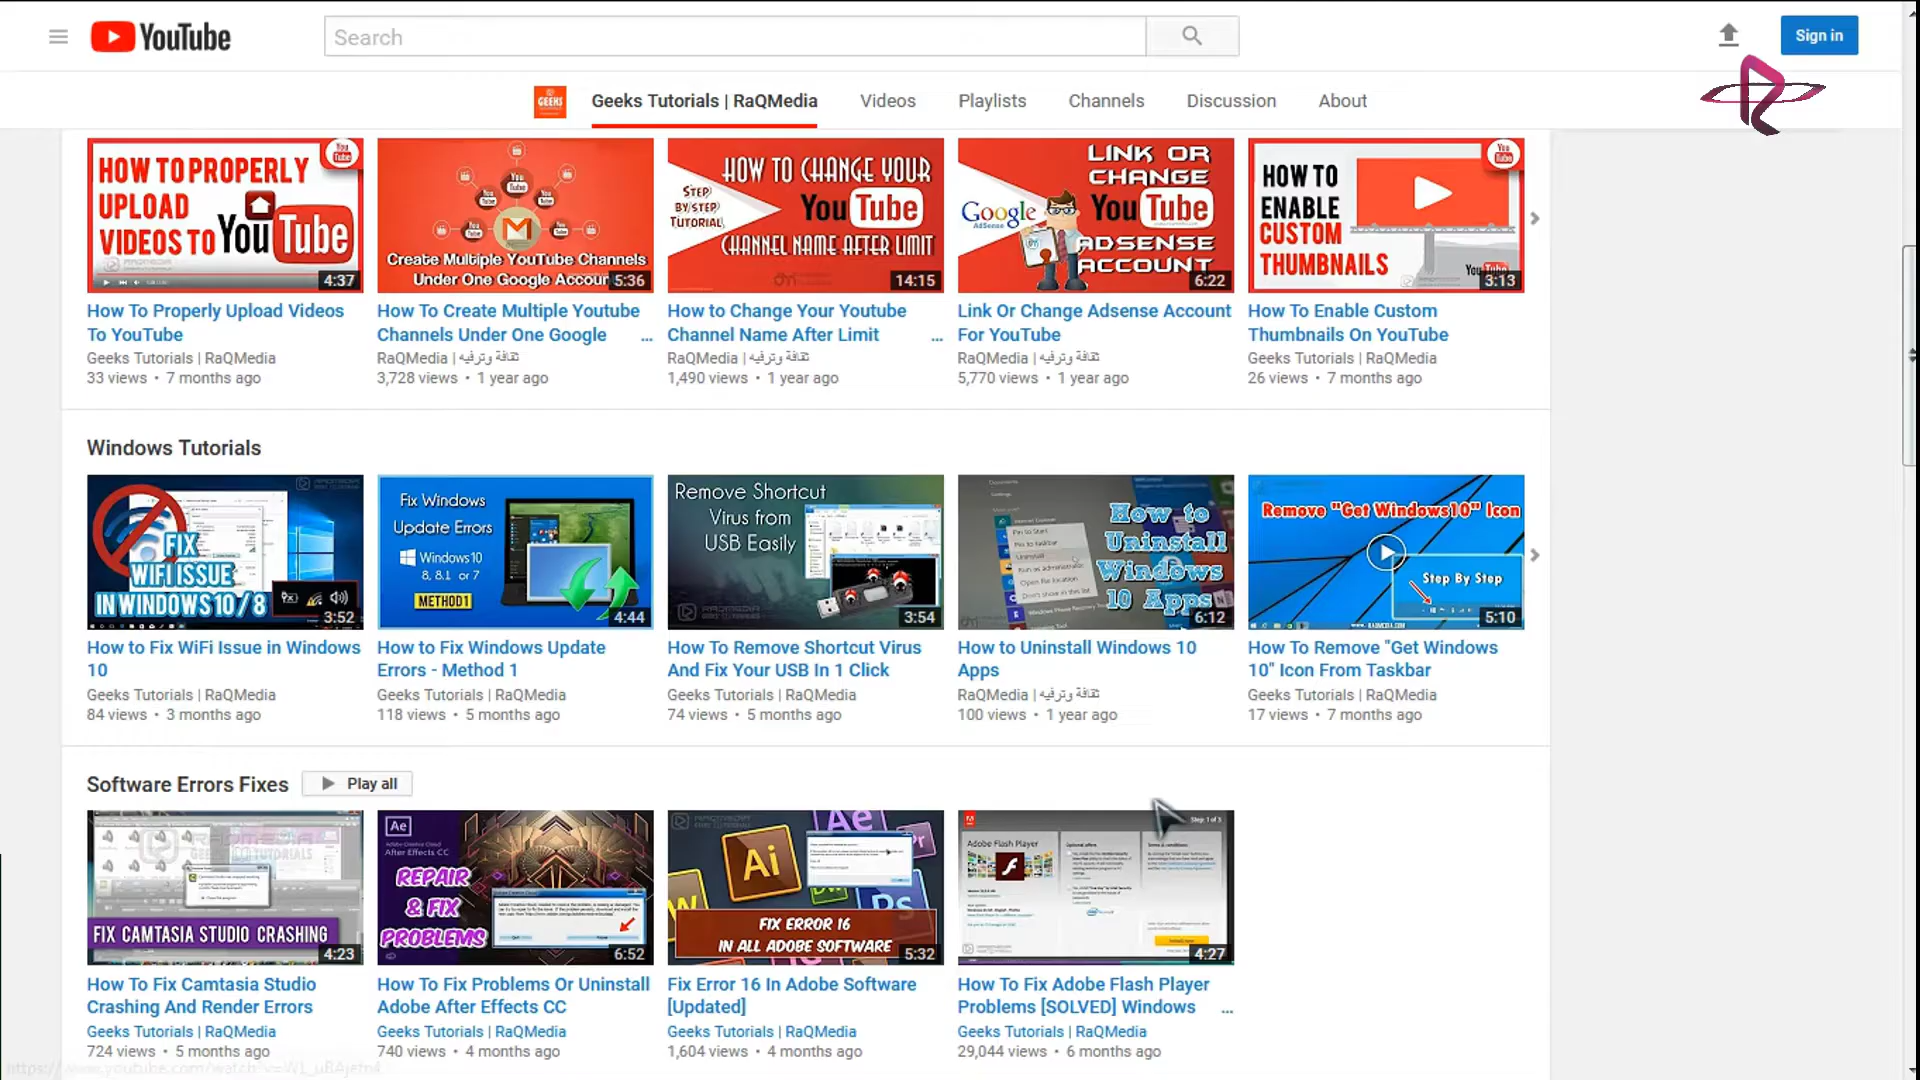 YouTube
Search
Sign in
GEEKS
Geeks Tutorials | RaQMedia
Videos
Playlists
Channels
Discussion
About
HOW TO PROPERLY
UPLOAD
VIDEOS TO YouTube
4:37
Create Multiple YouTube Channels
Under One Google Accoun
5:36
STEP
BY STEP
TUTORIAL
HOW TO CHANGE YOUR
YouTube
CHANNEL NAME AFTER LIMIT
14:15
LINK OR
CHANGE
Google
AdSense
YouTube
ADSENSE
ACCOUNT
6:22
HOW TO
ENABLE
CUSTOM
THUMBNAILS
3:13
How To Properly Upload Videos
To YouTube
Geeks Tutorials | RaQMedia
33 views • 7 months ago
How To Create Multiple Youtube
Channels Under One Google ...
RaQMedia | ثقافة وترفيه
3,728 views • 1 year ago
How to Change Your Youtube
Channel Name After Limit ...
RaQMedia | ثقافة وترفيه
1,490 views • 1 year ago
Link Or Change Adsense Account
For YouTube
RaQMedia | ثقافة وترفيه
5,770 views • 1 year ago
How To Enable Custom
Thumbnails On YouTube
Geeks Tutorials | RaQMedia
26 views • 7 months ago
Windows Tutorials
FIX
WIFI ISSUE
IN WINDOWS 10 / 8
3:52
Fix Windows
Update Errors
Windows 10
8, 8.1 or 7
METHOD 1
4:44
Remove Shortcut
Virus from
USB Easily
3:54
How to
Uninstall
Windows
10 Apps
6:12
Remove "Get Windows10" Icon
Step By Step
5:10
How to Fix WiFi Issue in Windows
10
Geeks Tutorials | RaQMedia
84 views • 3 months ago
How to Fix Windows Update
Errors - Method 1
Geeks Tutorials | RaQMedia
118 views • 5 months ago
How To Remove Shortcut Virus
And Fix Your USB In 1 Click
Geeks Tutorials | RaQMedia
74 views • 5 months ago
How to Uninstall Windows 10
Apps
RaQMedia | ثقافة وترفيه
100 views • 1 year ago
How To Remove "Get Windows
10" Icon From Taskbar
Geeks Tutorials | RaQMedia
17 views • 7 months ago
Software Errors Fixes
Play all
FIX CAMTASIA STUDIO CRASHING
4:23
Ae
Adobe Creative Cloud
After Effects CC
REPAIR
& FIX
PROBLEMS
6:52
Ae
Ai
FIX ERROR 16
IN ALL ADOBE SOFTWARE
5:32
Step: 1 of 3
Adobe Flash Player
4:27
How To Fix Camtasia Studio
Crashing And Render Errors
Geeks Tutorials | RaQMedia
724 views • 5 months ago
How To Fix Problems Or Uninstall
Adobe After Effects CC
Geeks Tutorials | RaQMedia
740 views • 4 months ago
Fix Error 16 In Adobe Software
[Updated]
Geeks Tutorials | RaQMedia
1,604 views • 4 months ago
How To Fix Adobe Flash Player
Problems [SOLVED] Windows ...
Geeks Tutorials | RaQMedia
29,044 views • 6 months ago